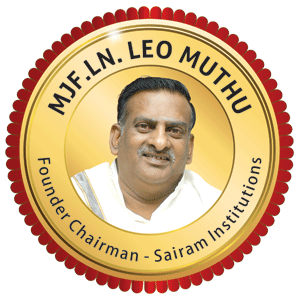 MJF.LN. LEO MUTHU
Founder Chairman - Sairam Institutions